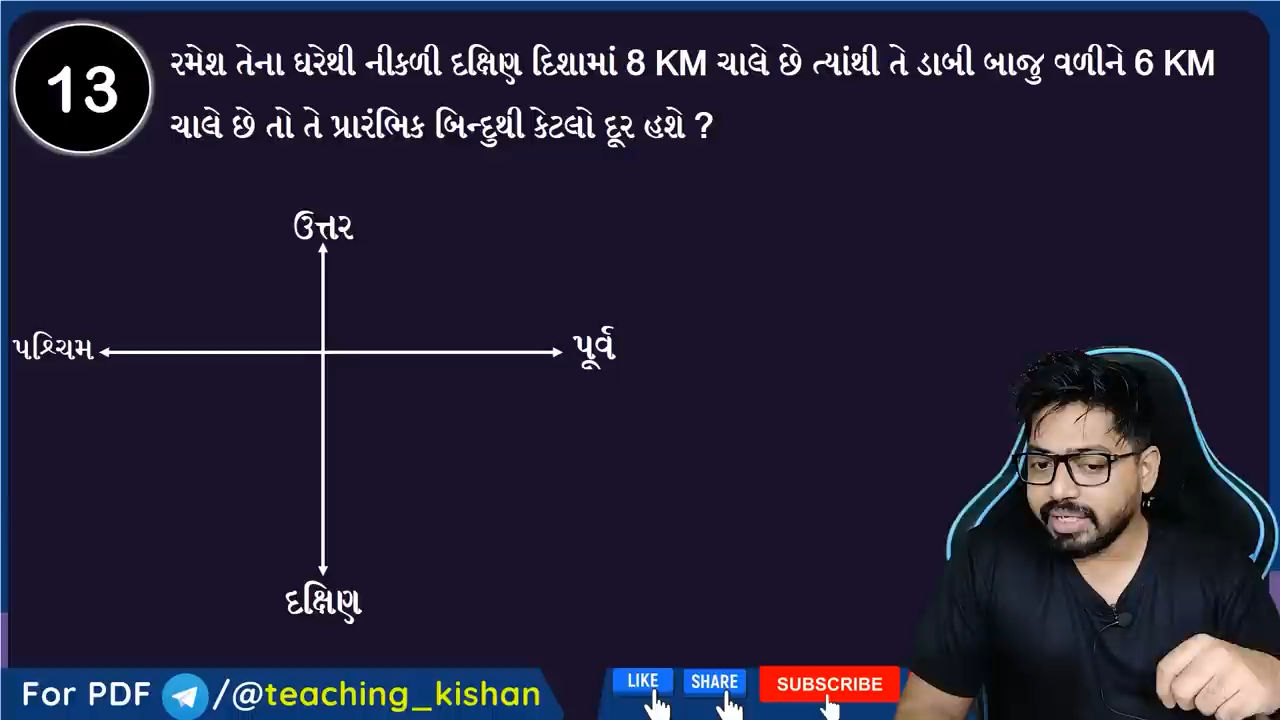 13
રમેશ તેના ઘરેથી નીકળી દક્ષિણ દિશામાં 8 KM ચાલે છે ત્યાંથી તે ડાબી બાજુ વળીને 6 KM
ચાલે છે તો તે પ્રારંભિક બિન્દુથી કેટલો દૂર હશે ?
ઉત્તર
પશ્ચિમ
પૂર્વ
દક્ષિણ
For PDF /@teaching_kishan
LIKE
SHARE
SUBSCRIBE